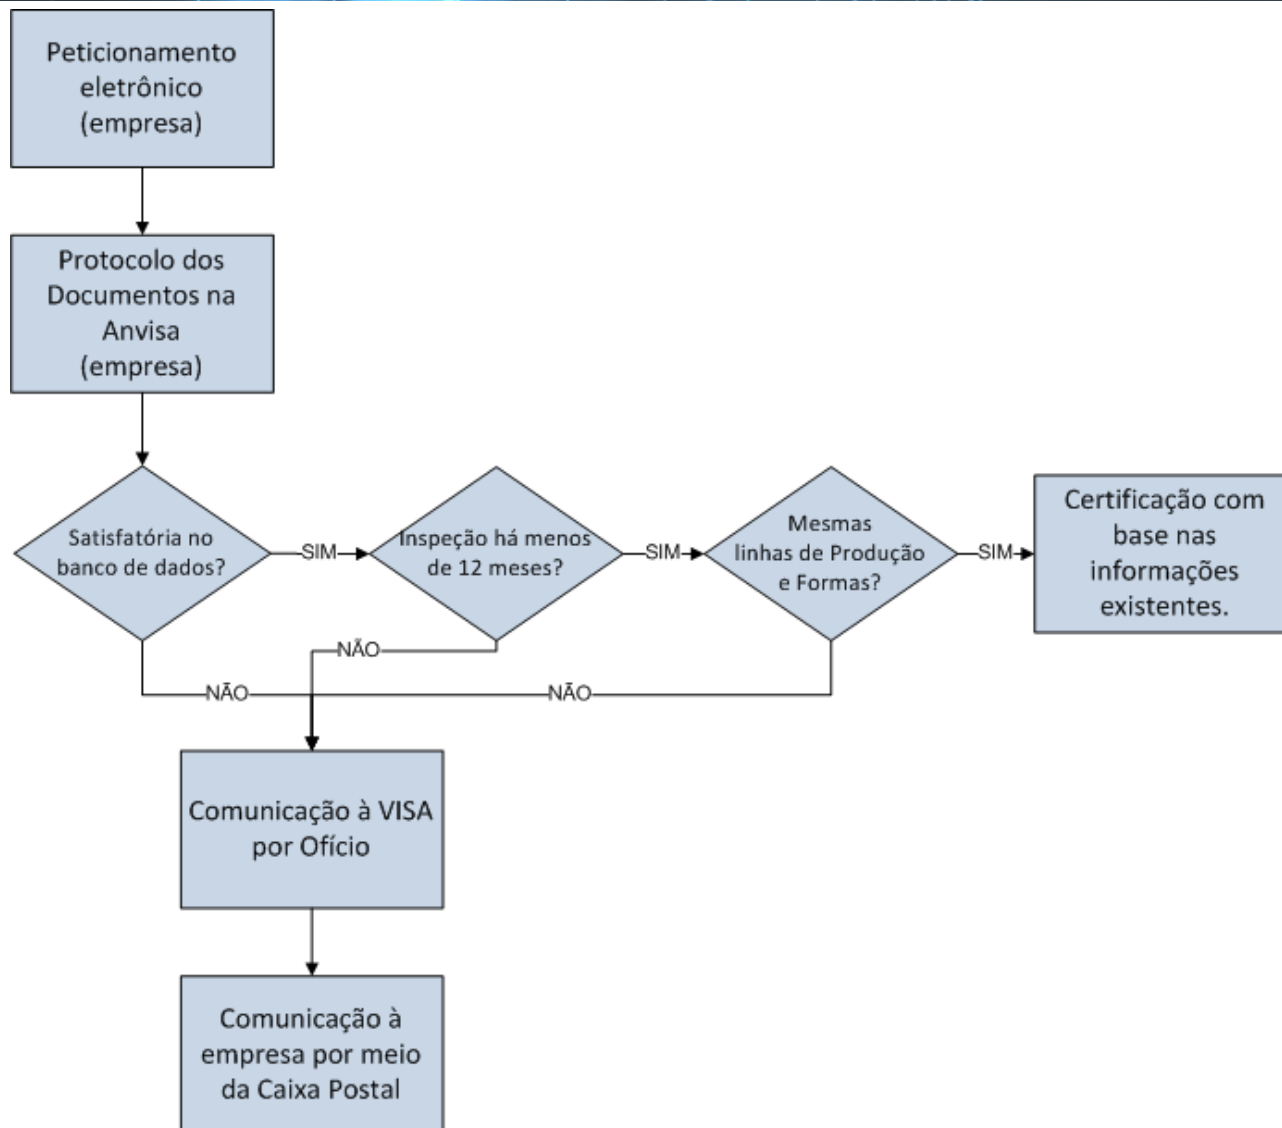 Peticionamento
eletrônico
(empresa)
Protocolo dos
Documentos na
Anvisa
(empresa)
Satisfatória no
banco de dados?
SIM
Inspeção há menos
de 12 meses?
SIM
Mesmas
linhas de Produção
e Formas?
SIM
Certificação com
base nas
informações
existentes.
NÃO
NÃO
NÃO
Comunicação à VISA
por Ofício
Comunicação à
empresa por meio
da Caixa Postal